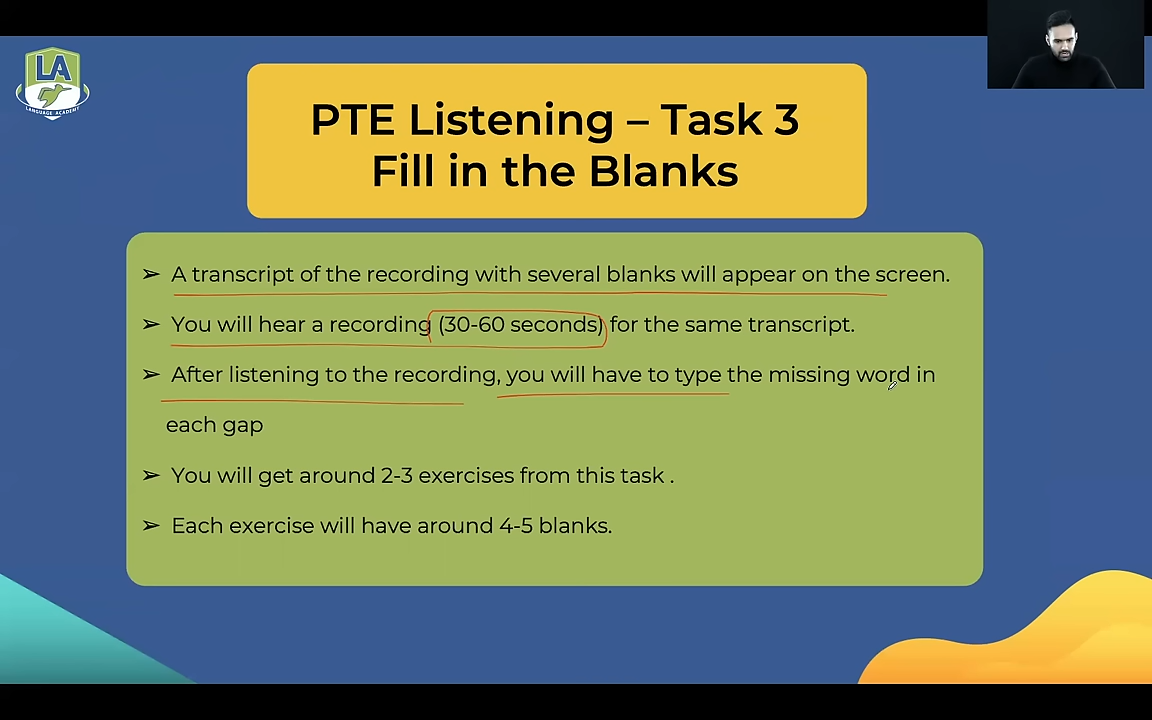 LA
LANGUAGE ACADEMY
PTE Listening – Task 3
Fill in the Blanks
➢ A transcript of the recording with several blanks will appear on the screen.
➢ You will hear a recording (30-60 seconds) for the same transcript.
➢ After listening to the recording, you will have to type the missing word in
each gap
➢ You will get around 2-3 exercises from this task .
➢ Each exercise will have around 4-5 blanks.